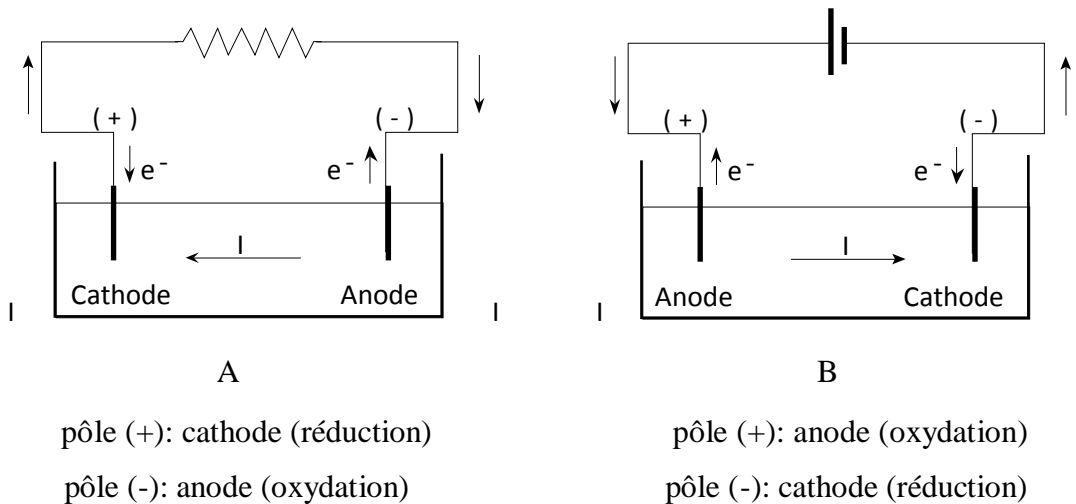 ( + )
( - )
e -
e -
I
Cathode
Anode
I
I
A
pôle (+): cathode (réduction)
pôle (-): anode (oxydation)
( + )
( - )
e -
e -
I
Anode
Cathode
I
B
pôle (+): anode (oxydation)
pôle (-): cathode (réduction)